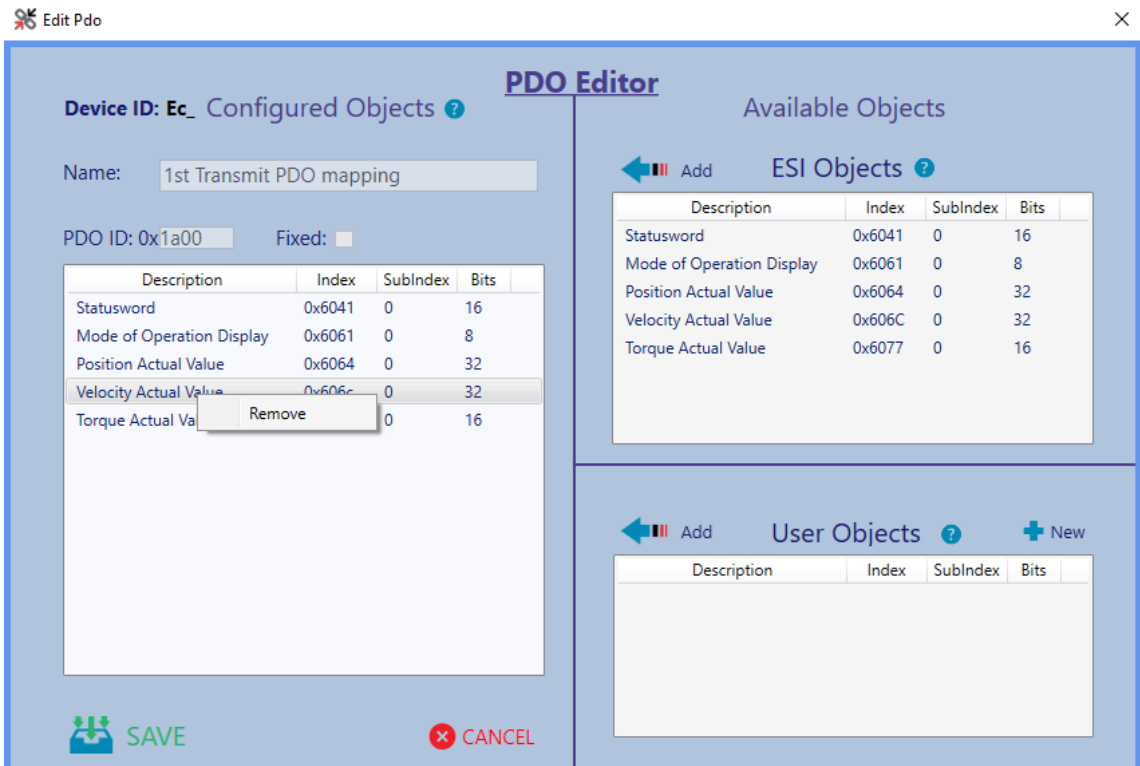 Edit Pdo
PDO Editor
Device ID: Ec_ Configured Objects ?
Name: 1st Transmit PDO mapping
PDO ID: 0x1a00 Fixed:
Description Index SubIndex Bits
Statusword 0x6041 0 16
Mode of Operation Display 0x6061 0 8
Position Actual Value 0x6064 0 32
Velocity Actual Value 0x606c 0 32
Remove
Torque Actual 0 16
SAVE CANCEL
Available Objects
Add ESI Objects ?
Description Index SubIndex Bits
Statusword 0x6041 0 16
Mode of Operation Display 0x6061 0 8
Position Actual Value 0x6064 0 32
Velocity Actual Value 0x606C 0 32
Torque Actual Value 0x6077 0 16
Add User Objects ? New
Description Index SubIndex Bits